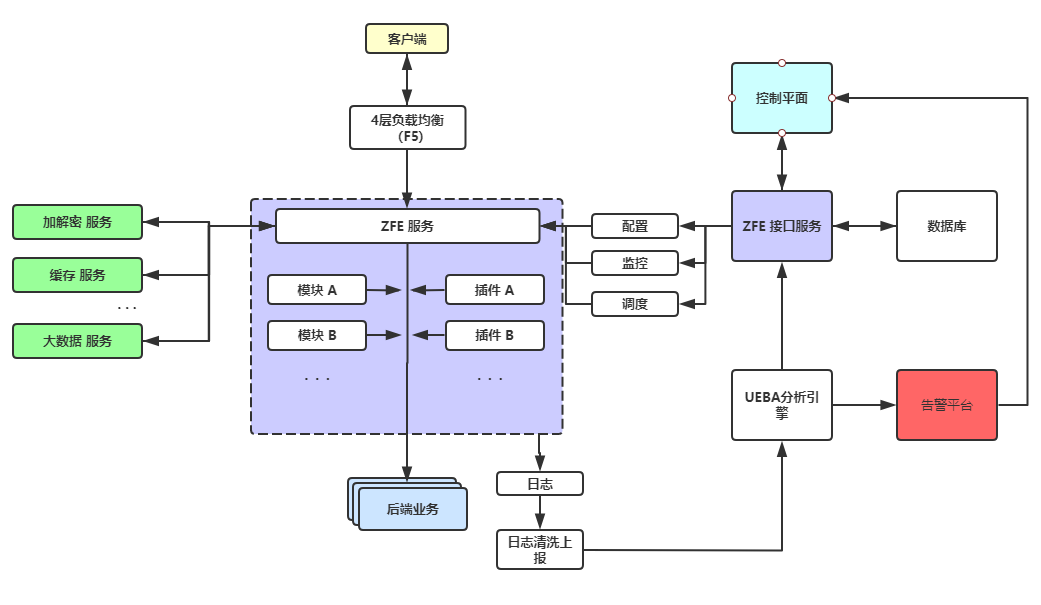 客户端
4层负载均衡
（F5）
控制平面
加解密 服务
缓存 服务
. . .
大数据 服务
ZFE 服务
模块 A
插件 A
模块 B
插件 B
. . .
. . .
配置
监控
调度
ZFE 接口服务
数据库
UEBA分析引
擎
告警平台
后端业务
日志
日志清洗上
报